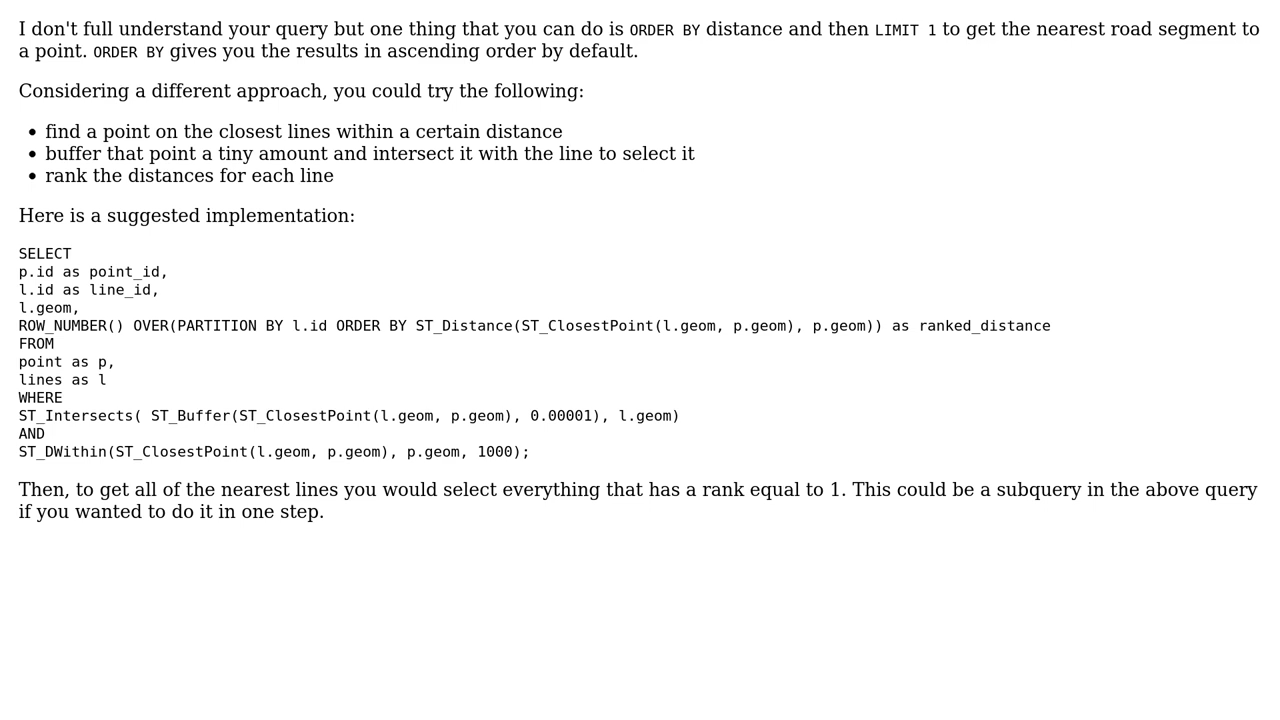 I don't full understand your query but one thing that you can do is ORDER BY distance and then LIMIT 1 to get the nearest road segment to
a point. ORDER BY gives you the results in ascending order by default.
Considering a different approach, you could try the following:
• find a point on the closest lines within a certain distance
• buffer that point a tiny amount and intersect it with the line to select it
• rank the distances for each line
Here is a suggested implementation:
SELECT
p.id as point_id,
l.id as line_id,
l.geom,
ROW_NUMBER() OVER(PARTITION BY l.id ORDER BY ST_Distance(ST_ClosestPoint(l.geom, p.geom), p.geom)) as ranked_distance
FROM
point as p,
lines as l
WHERE
ST_Intersects( ST_Buffer(ST_ClosestPoint(l.geom, p.geom), 0.00001), l.geom)
AND
ST_DWithin(ST_ClosestPoint(l.geom, p.geom), p.geom, 1000);
Then, to get all of the nearest lines you would select everything that has a rank equal to 1. This could be a subquery in the above query
if you wanted to do it in one step.